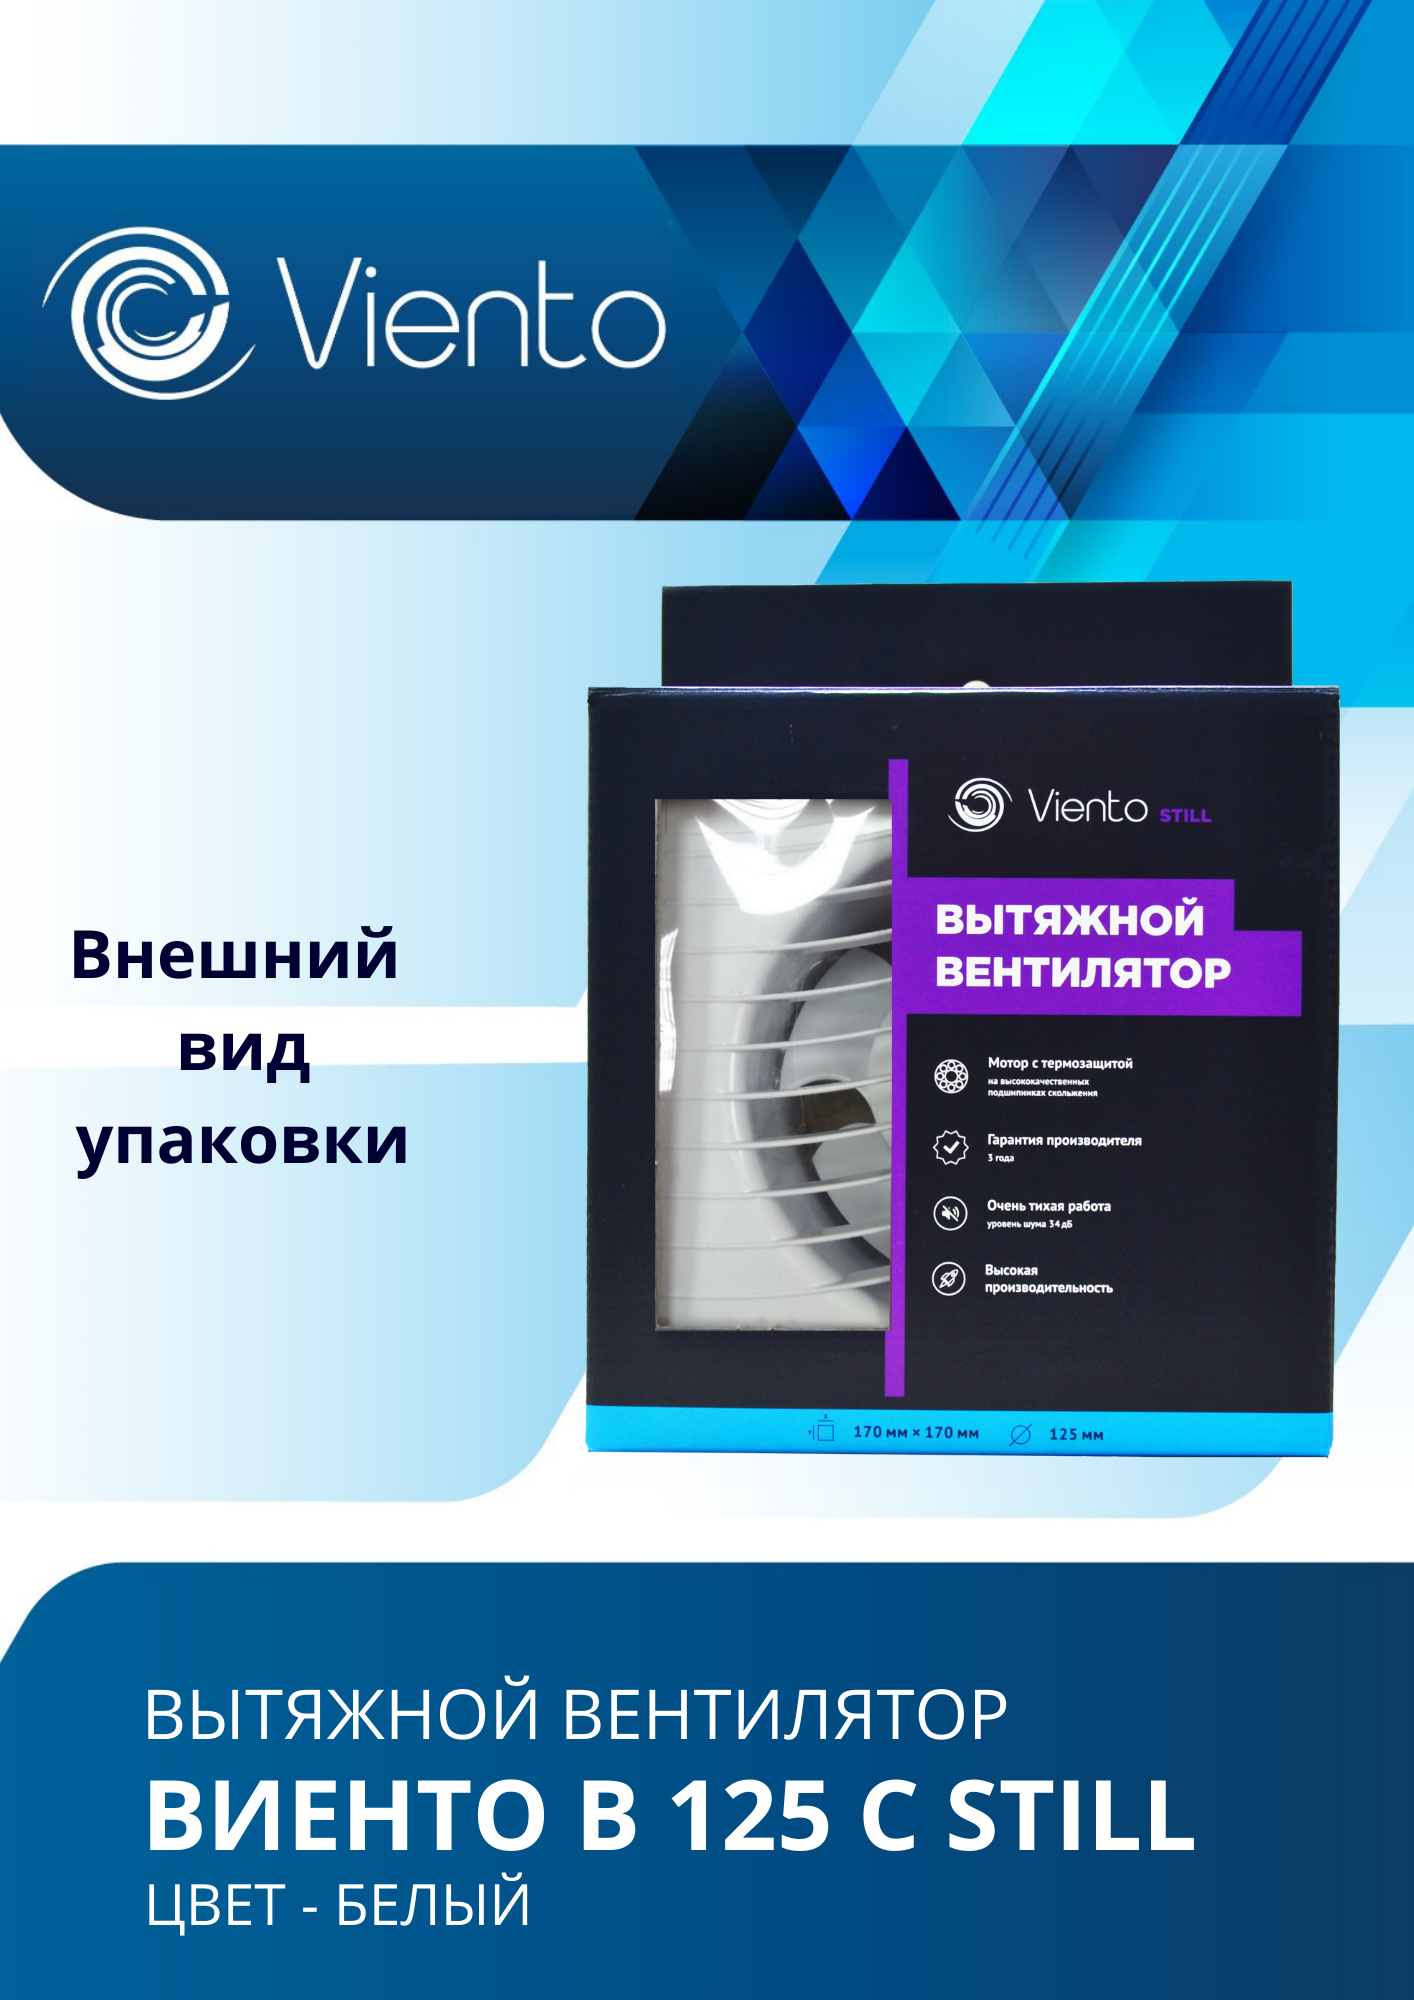 Viento
Внешний
вид
упаковки
Viento STILL
ВЫТЯЖНОЙ
ВЕНТИЛЯТОР
Мотор с термозащитой
на высококачественных
подшипниках скольжения
Гарантия производителя
3 года
Очень тихая работа
уровень шума 34 дБ
Высокая
производительность
X
Y
170 мм × 170 мм
125 мм
ВЫТЯЖНОЙ ВЕНТИЛЯТОР
ВИЕНТО В 125 С STILL
ЦВЕТ - БЕЛЫЙ